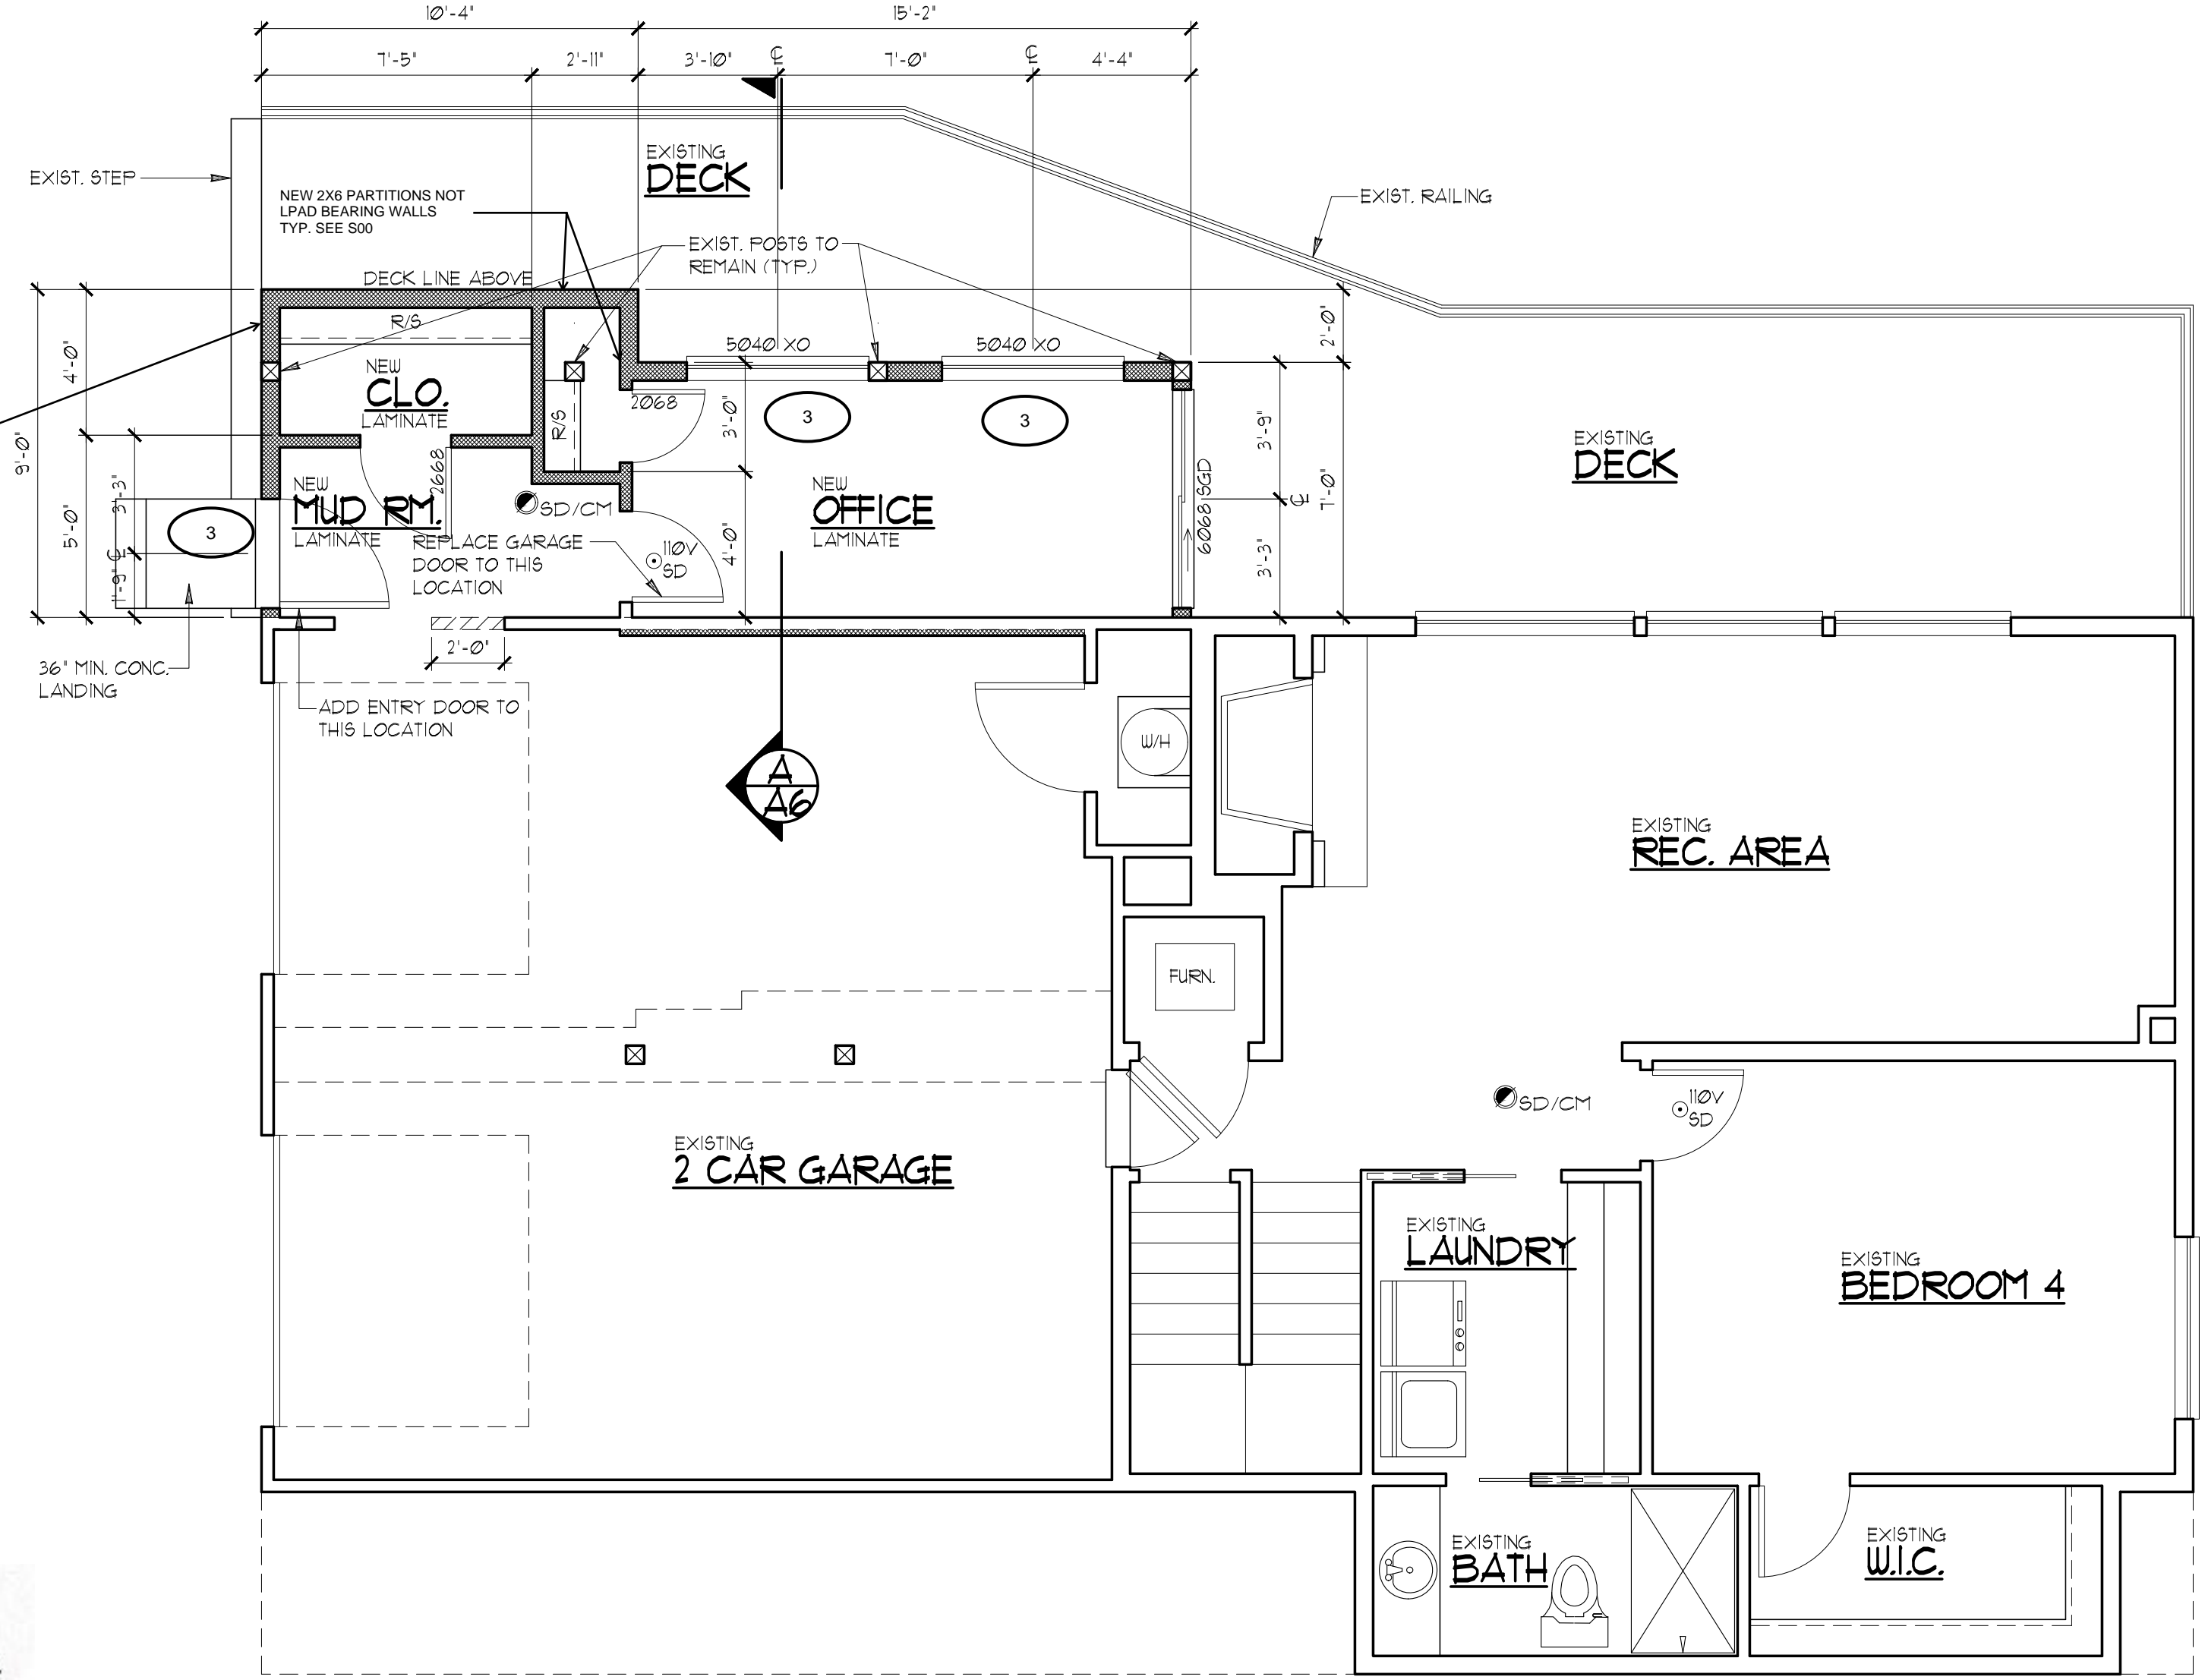 10'-4"
15'-2"
7'-5"
2'-11"
3'-10"
℄
7'-0"
℄
4'-4"
EXISTING
DECK
EXIST. STEP
NEW 2X6 PARTITIONS NOT
LPAD BEARING WALLS
TYP. SEE S00
EXIST. RAILING
EXIST. POSTS TO
REMAIN (TYP.)
DECK LINE ABOVE
R/S
NEW
CLO.
LAMINATE
5040 XO
5040 XO
2'-0"
9'-0"
4'-0"
R/S
2068
3'-0"
3
3
3'-9"
EXISTING
DECK
2668
NEW
MUD RM.
LAMINATE
SD/CM
NEW
OFFICE
LAMINATE
6068 SGD
℄
7'-0"
3'-3"
5'-0"
℄
1'-9"
3
REPLACE GARAGE
DOOR TO THIS
LOCATION
110V
SD
4'-0"
3'-3"
2'-0"
36" MIN. CONC.
LANDING
ADD ENTRY DOOR TO
THIS LOCATION
W/H
A
A6
EXISTING
REC. AREA
FURN.
SD/CM
110V
SD
EXISTING
2 CAR GARAGE
EXISTING
LAUNDRY
EXISTING
BEDROOM 4
EXISTING
BATH
EXISTING
W.I.C.